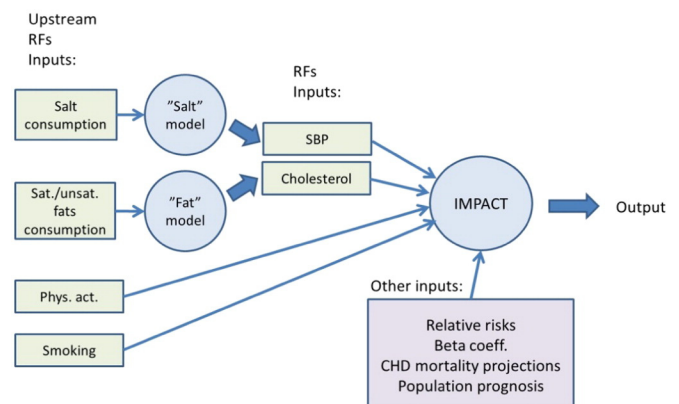 Upstream
RFs
Inputs:
Salt
consumption
"Salt"
model
RFs
Inputs:
SBP
Cholesterol
Sat./unsat.
fats
consumption
"Fat"
model
IMPACT
Output
Phys. act.
Smoking
Other inputs:
Relative risks
Beta coeff.
CHD mortality projections
Population prognosis